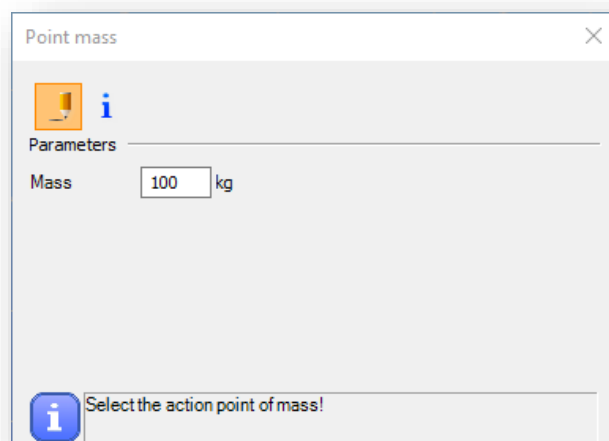 Point mass
Parameters
Mass 100 kg
Select the action point of mass!